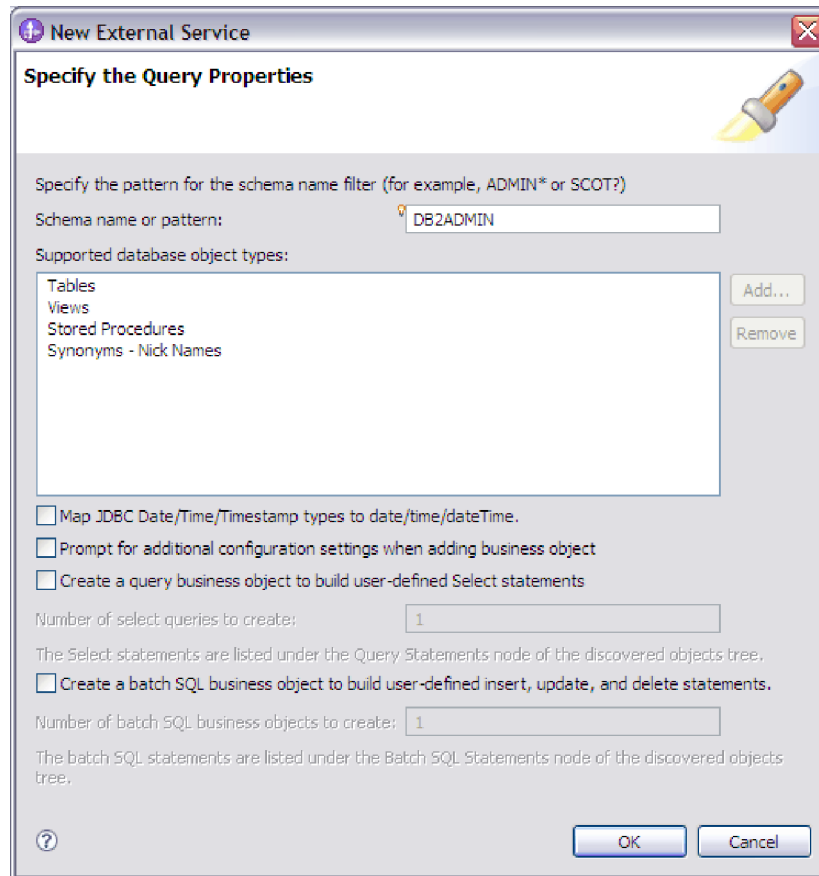 New External Service
Specify the Query Properties
Specify the pattern for the schema name filter (for example, ADMIN* or SCOT?)
Schema name or pattern: DB2ADMIN
Supported database object types:
Tables
Views
Stored Procedures
Synonyms - Nick Names
Add...
Remove
Map JDBC Date/Time/Timestamp types to date/time/dateTime.
Prompt for additional configuration settings when adding business object
Create a query business object to build user-defined Select statements
Number of select queries to create: 1
The Select statements are listed under the Query Statements node of the discovered objects tree.
Create a batch SQL business object to build user-defined insert, update, and delete statements.
Number of batch SQL business objects to create: 1
The batch SQL statements are listed under the Batch SQL Statements node of the discovered objects
tree.
?
OK Cancel